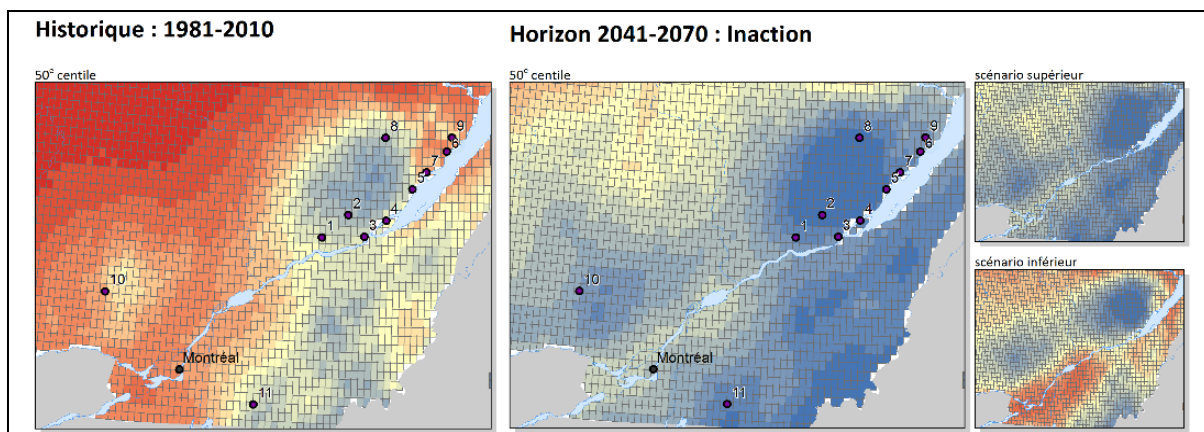 Historique : 1981-2010
Horizon 2041-2070 : Inaction
50e centile
8
9
6
7
5
2
4
1
3
10
Montréal
11
50e centile
8
9
6
7
5
2
4
1
3
10
Montréal
11
scénario supérieur
scénario inférieur